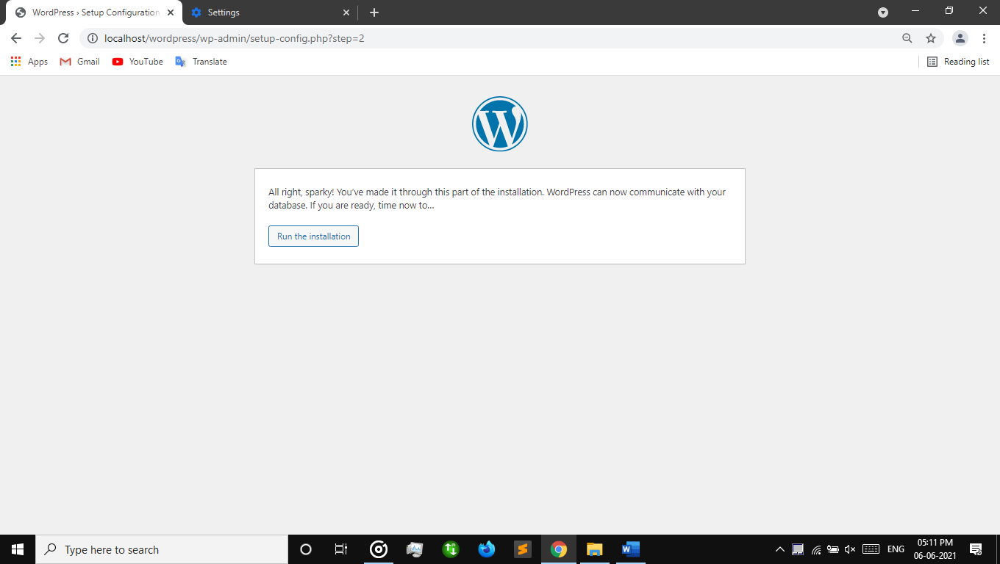 WordPress › Setup Configuration
Settings
localhost/wordpress/wp-admin/setup-config.php?step=2
Apps
Gmail
YouTube
Translate
Reading list
All right, sparky! You’ve made it through this part of the installation. WordPress can now communicate with your
database. If you are ready, time now to…
Run the installation
Type here to search
ENG
05:11 PM
06-06-2021